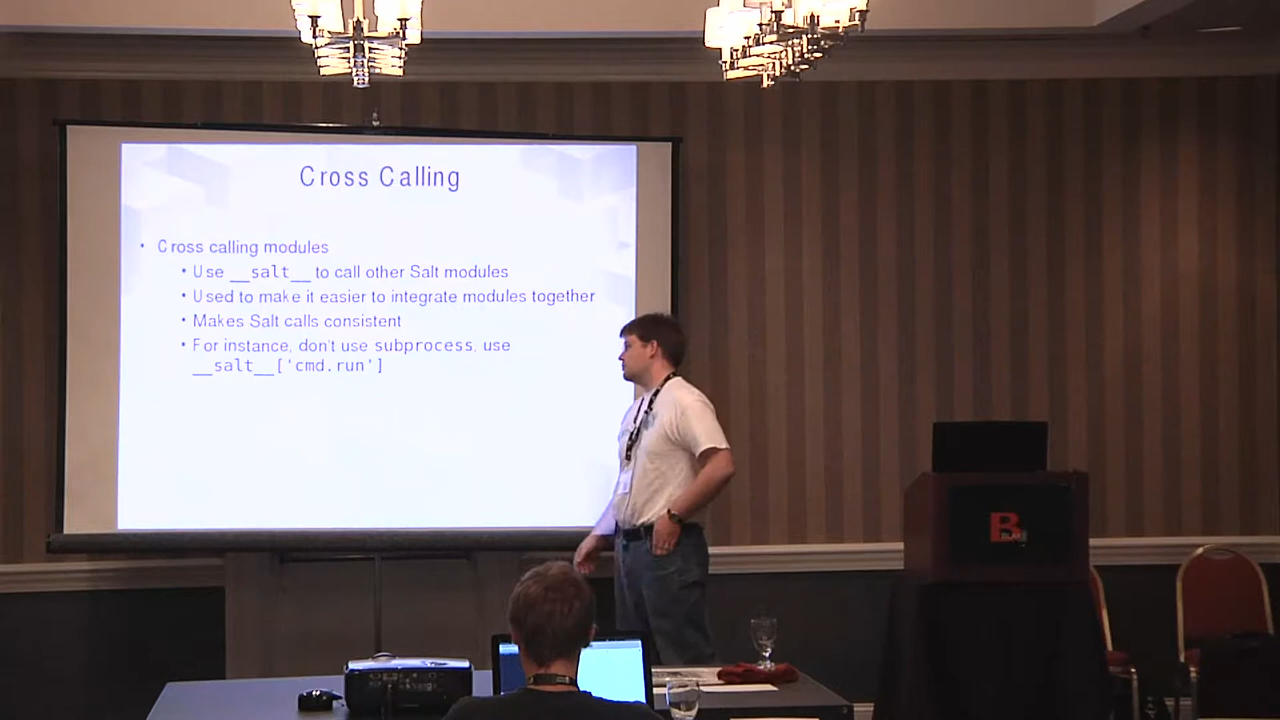 Cross Calling
• Cross calling modules
• Use __salt__ to call other Salt modules
• Used to make it easier to integrate modules together
• Makes Salt calls consistent
• For instance, don't use subprocess, use
__salt__['cmd.run']
BLAKE